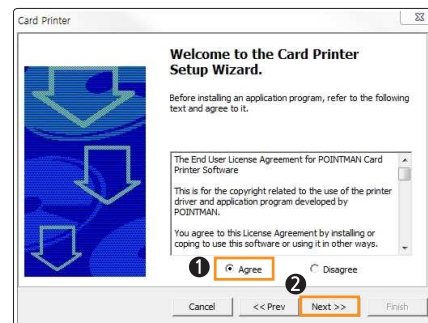 Card Printer
Welcome to the Card Printer
Setup Wizard.
Before installing an application program, refer to the following
text and agree to it.
The End User License Agreement for POINTMAN Card
Printer Software
This is for the copyright related to the use of the printer
driver and application program developed by
POINTMAN.
You agree to this License Agreement by installing or
coping to use this software or using it in other ways.
1 Agree Disagree
2
Cancel << Prev Next >> Finish